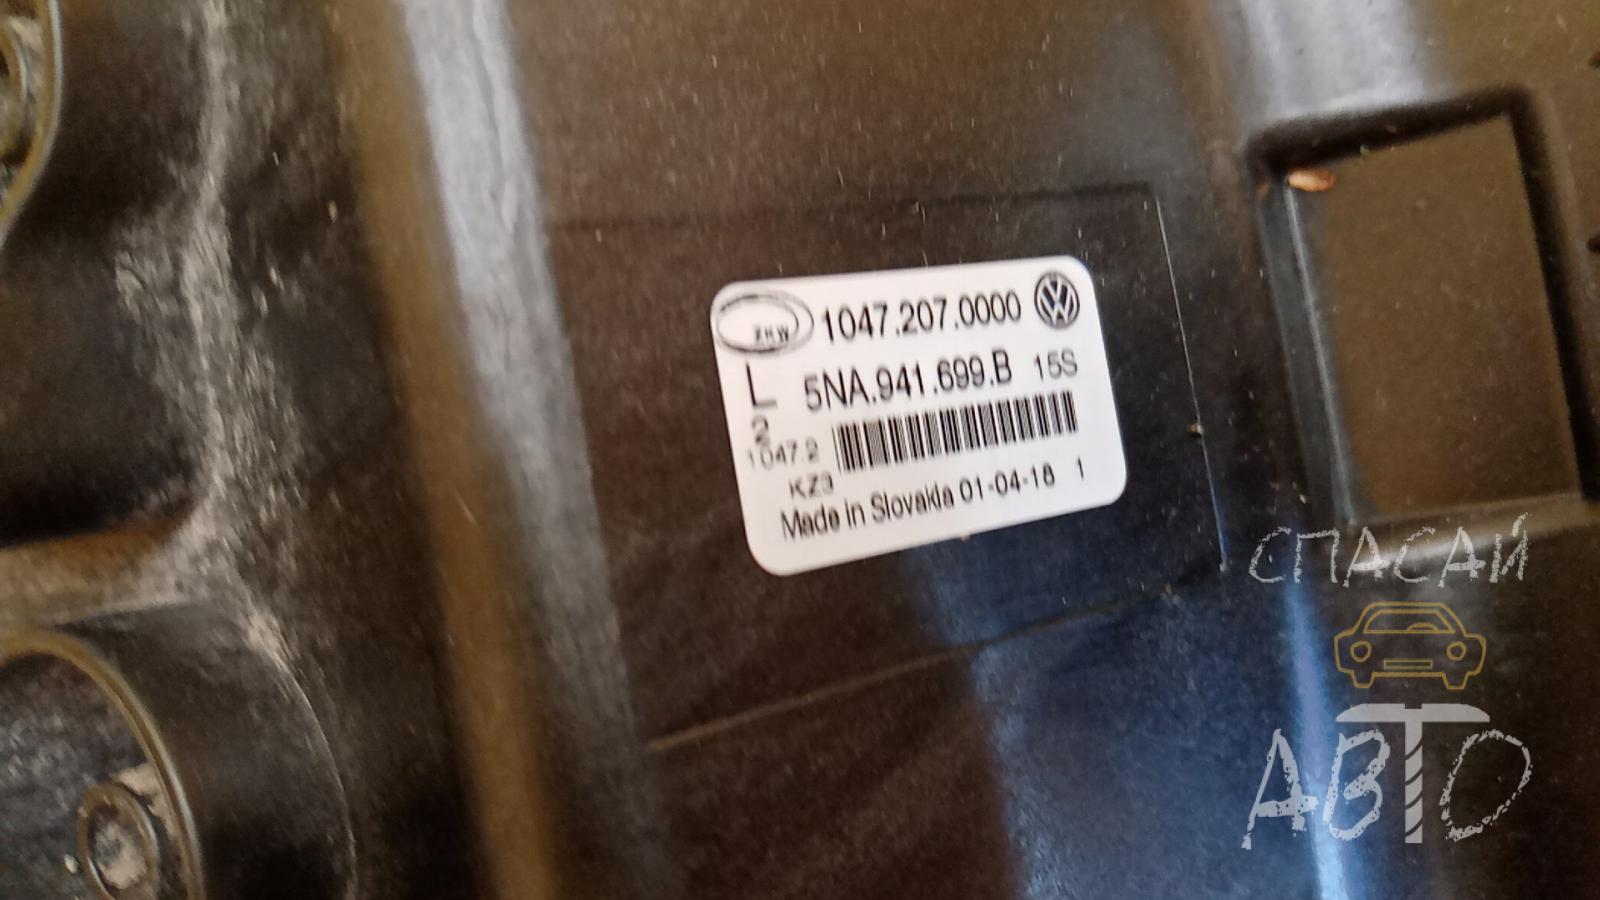 ZKW 1047.207.0000
L 5NA.941.699.B 15S
2
1047.2
KZ3
Made in Slovakia 01-04-18 1
СПАСАЙ
АВТО